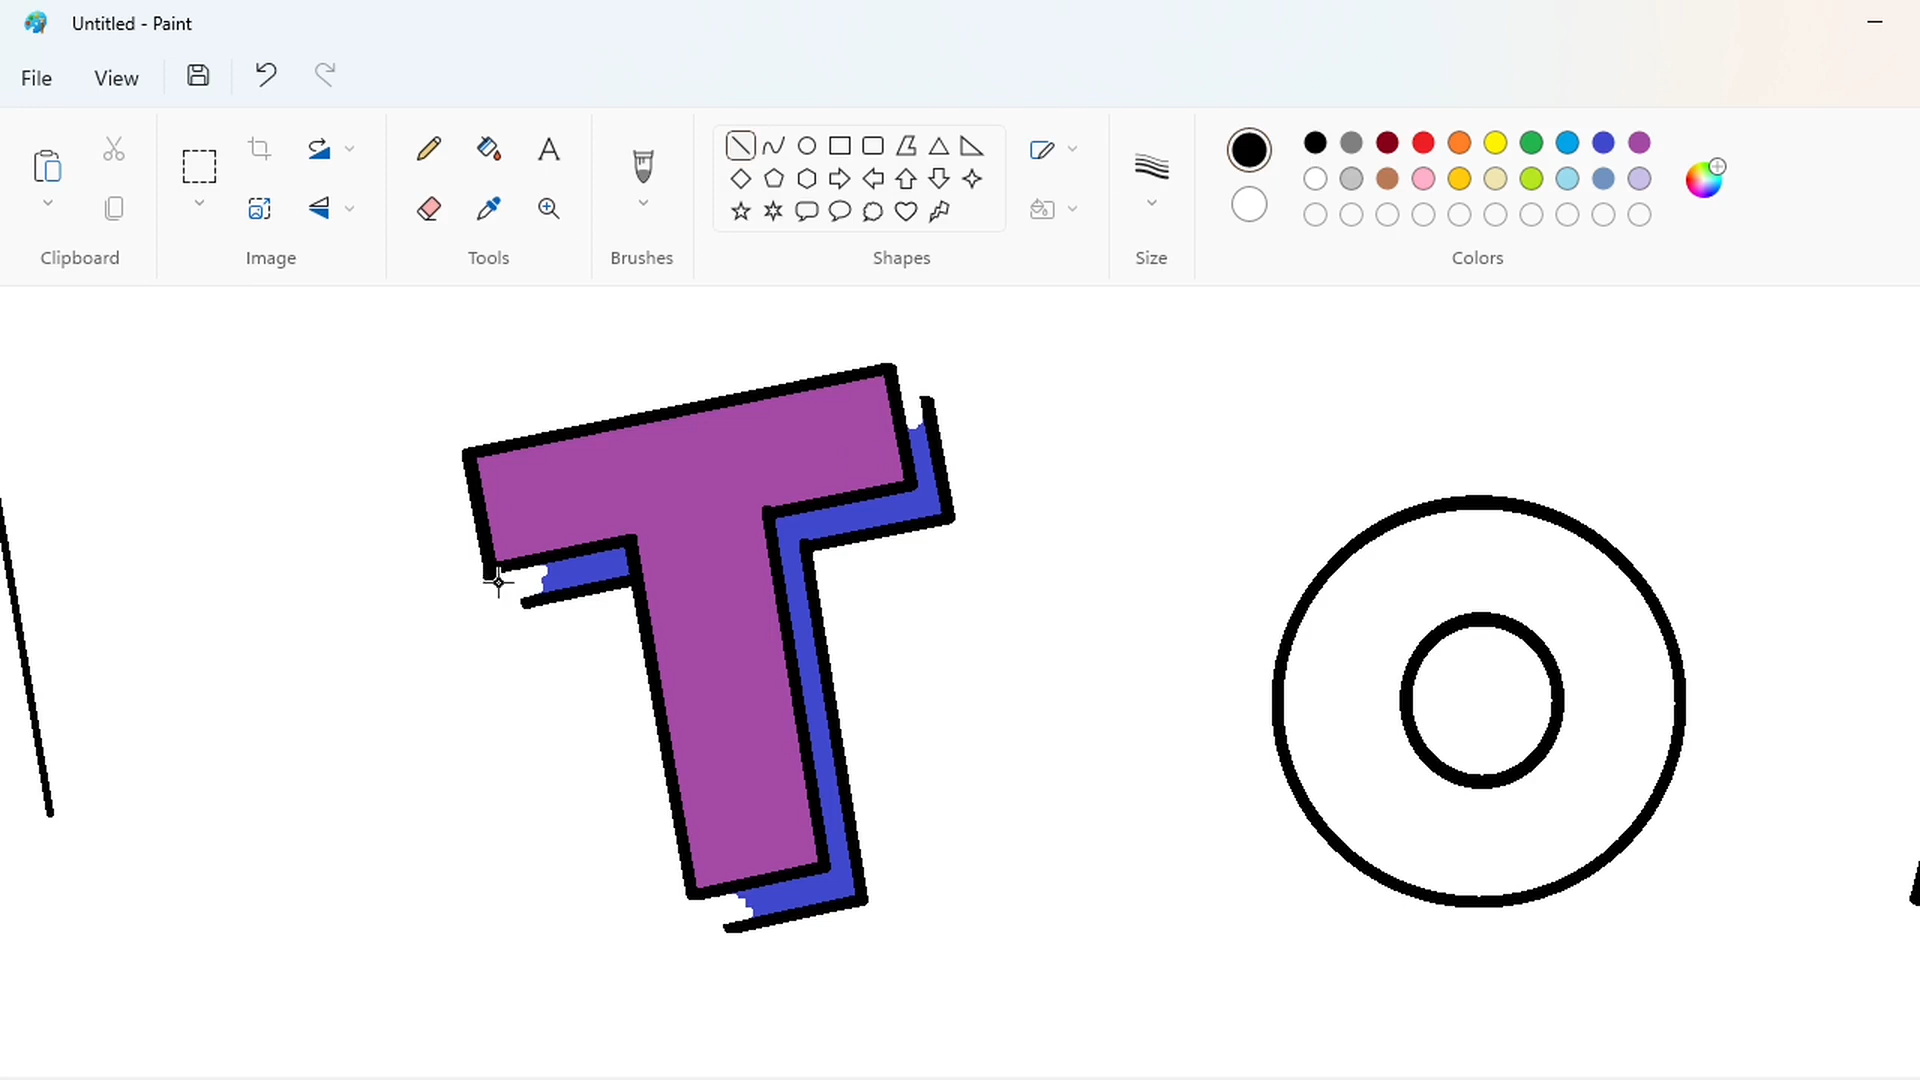 Untitled - Paint
File View
Clipboard Image Tools Brushes Shapes Size Colors
T O